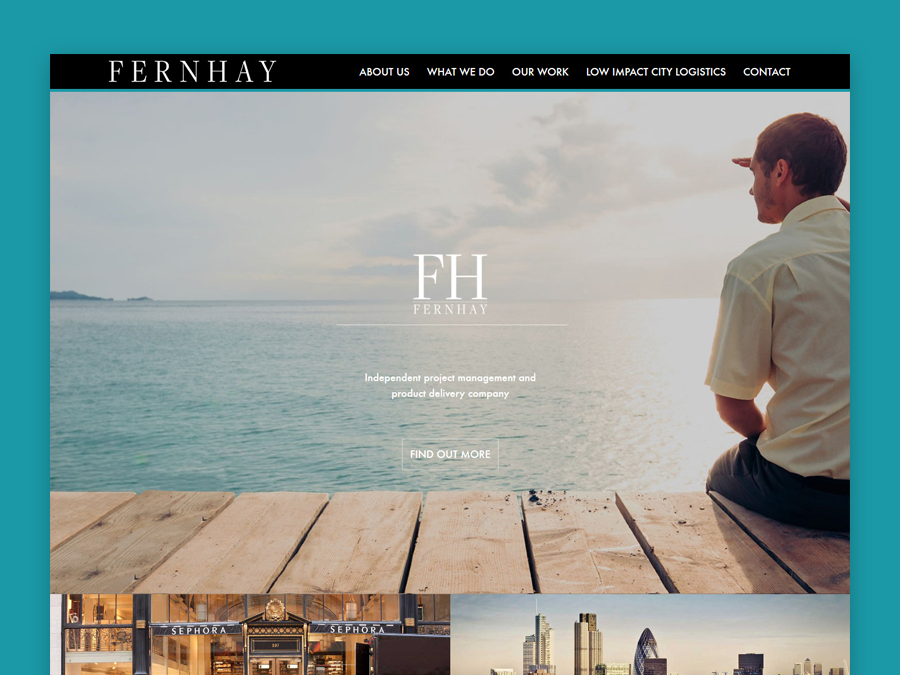 FERNHAY
ABOUT US WHAT WE DO OUR WORK LOW IMPACT CITY LOGISTICS CONTACT
FH
FERNHAY
Independent project management and
product delivery company
FIND OUT MORE
SEPHORA SEPHORA